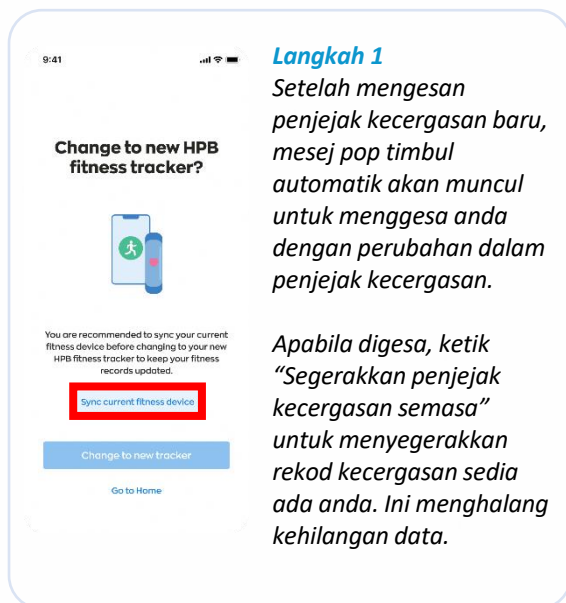 9:41
Change to new HPB
fitness tracker?
You are recommended to sync your current
fitness device before changing to your new
HPB fitness tracker to keep your fitness
records updated.
Sync current fitness device
Change to new tracker
Go to Home
Langkah 1
Setelah mengesan
penjejak kecergasan baru,
mesej pop timbul
automatik akan muncul
untuk menggesa anda
dengan perubahan dalam
penjejak kecergasan.
Apabila digesa, ketik
“Segerakkan penjejak
kecergasan semasa”
untuk menyegerakkan
rekod kecergasan sedia
ada anda. Ini menghalang
kehilangan data.